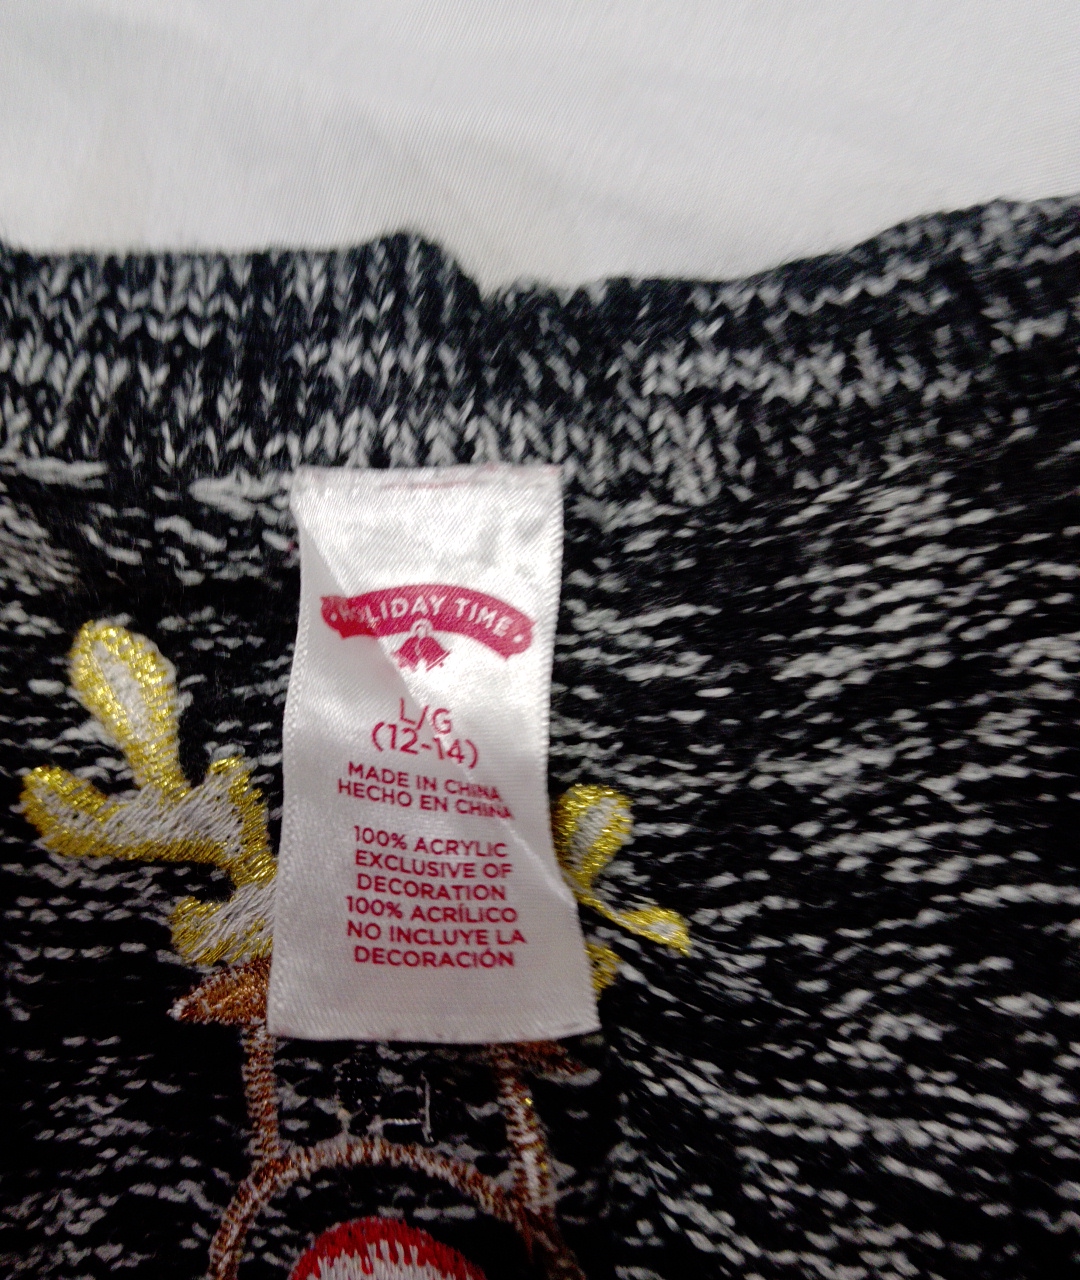 HOLIDAY TIME
L/G
(12-14)
MADE IN CHINA
HECHO EN CHINA
100% ACRYLIC
EXCLUSIVE OF
DECORATION
100% ACRÍLICO
NO INCLUYE LA
DECORACIÓN